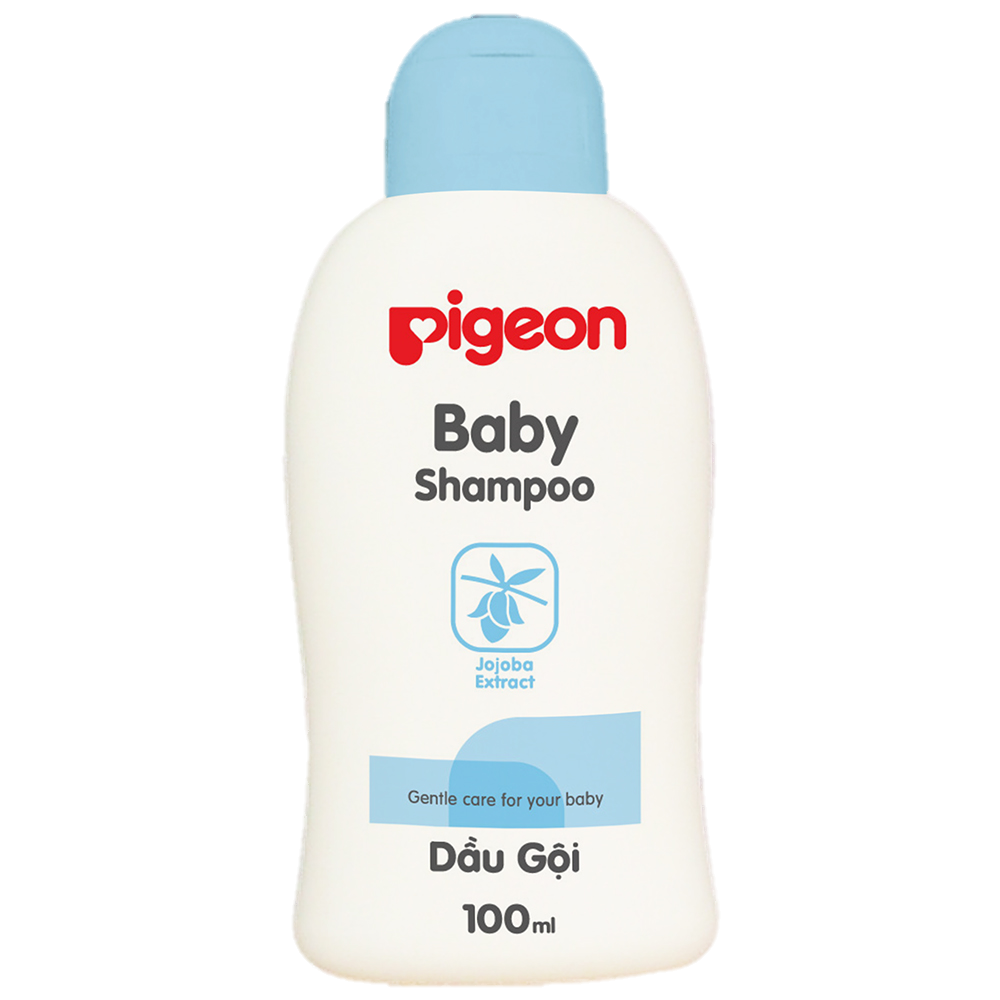 pigeon
Baby
Shampoo
Jojoba
Extract
Gentle care for your baby
Dầu Gội
100ml